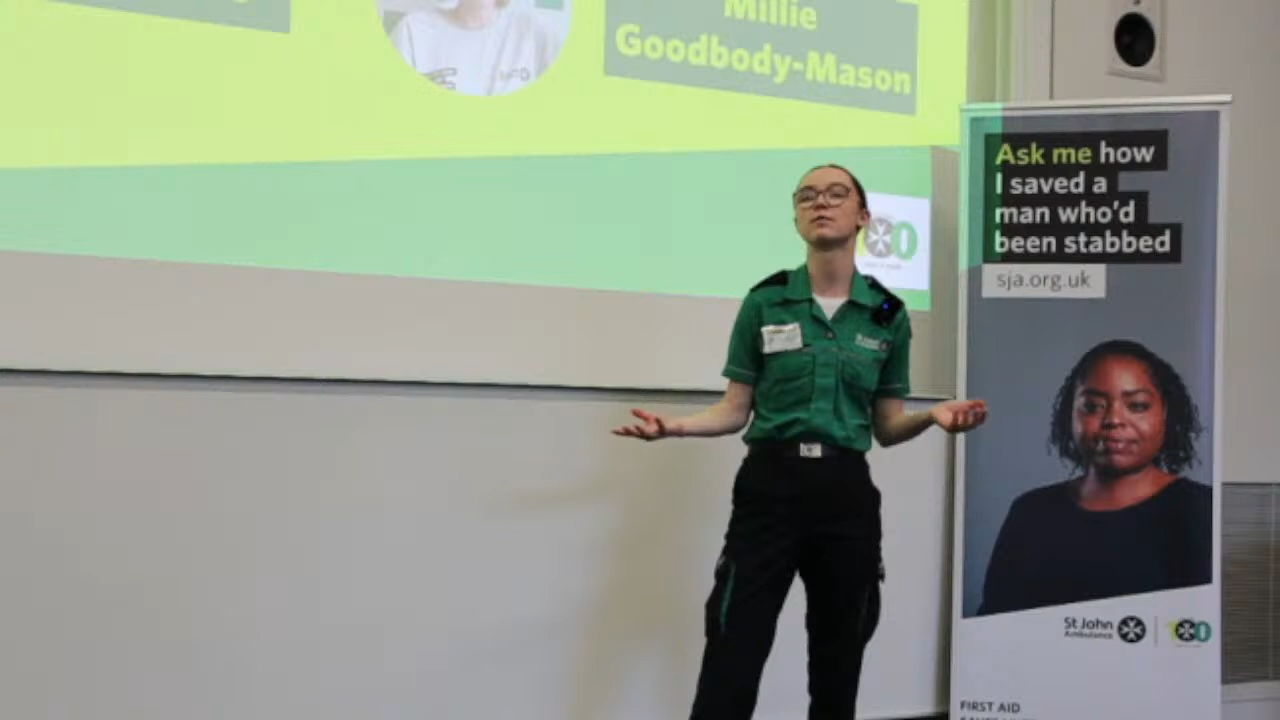 Millie
Goodbody-Mason
Ask me how
I saved a
man who'd
been stabbed
sja.org.uk
St John
Ambulance
FIRST AID